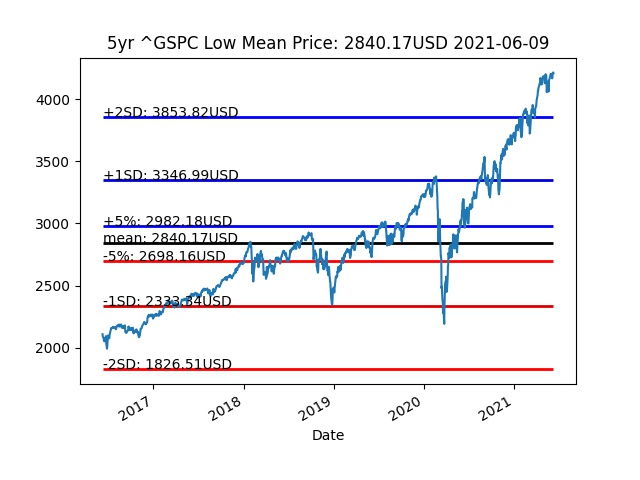 5yr ^GSPC Low Mean Price: 2840.17USD 2021-06-09
4000
3500
3000
2500
2000
+2SD: 3853.82USD
+1SD: 3346.99USD
+5%: 2982.18USD
mean: 2840.17USD
-5%: 2698.16USD
-1SD: 2333.34USD
-2SD: 1826.51USD
2017
2018
2019
2020
2021
Date